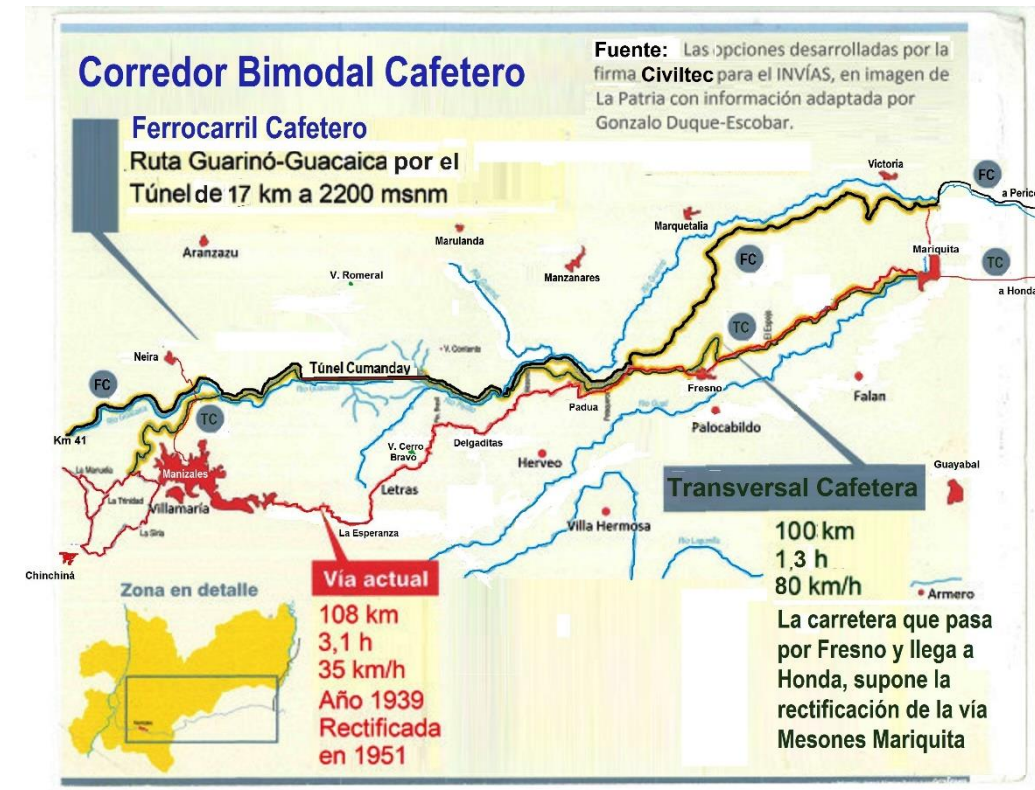 Corredor Bimodal Cafetero
Fuente: Las opciones desarrolladas por la
firma Civiltec para el INVÍAS, en imagen de
La Patria con información adaptada por
Gonzalo Duque-Escobar.
Ferrocarril Cafetero
Ruta Guarinó-Guacaica por el
Túnel de 17 km a 2200 msnm
Victoria
FC
a Perico
Marquetalia
Aranzazu
Marulanda
Mariquita
FC
TC
V. Romeral
Manzanares
a Honda
TC
Neira
Túnel Cumanday
FC
TC
Fresno
Falan
Padua
Km 41
Palocabildo
V. Cerro
Bravo
Delgaditas
La Manuela
Manizales
Herveo
Guayabal
Letras
Transversal Cafetera
La Trinidad
Villamaría
Villa Hermosa
La Siria
La Esperanza
100 km
1,3 h
80 km/h
Chinchiná
Vía actual
Zona en detalle
Armero
108 km
3,1 h
35 km/h
Año 1939
Rectificada
en 1951
La carretera que pasa
por Fresno y llega a
Honda, supone la
rectificación de la vía
Mesones Mariquita